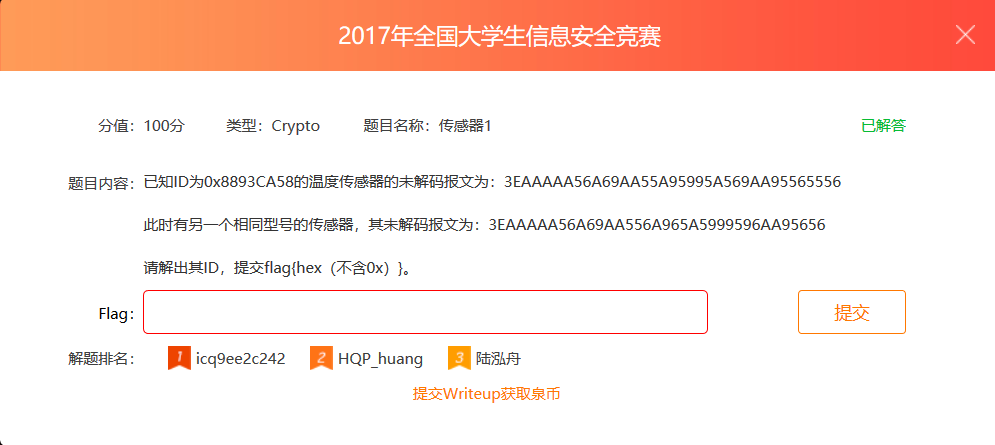 2017年全国大学生信息安全竞赛
分值：100分 类型：Crypto 题目名称：传感器1 已解答
题目内容：已知ID为0x8893CA58的温度传感器的未解码报文为：3EAAAAA56A69AA55A95995A569AA95565556
此时有另一个相同型号的传感器，其未解码报文为：3EAAAAA56A69AA556A965A5999596AA95656
请解出其ID，提交flag{hex（不含0x）}。
Flag：
提交
解题排名： 1 icq9ee2c242 2 HQP_huang 3 陆泓舟
提交Writeup获取泉币